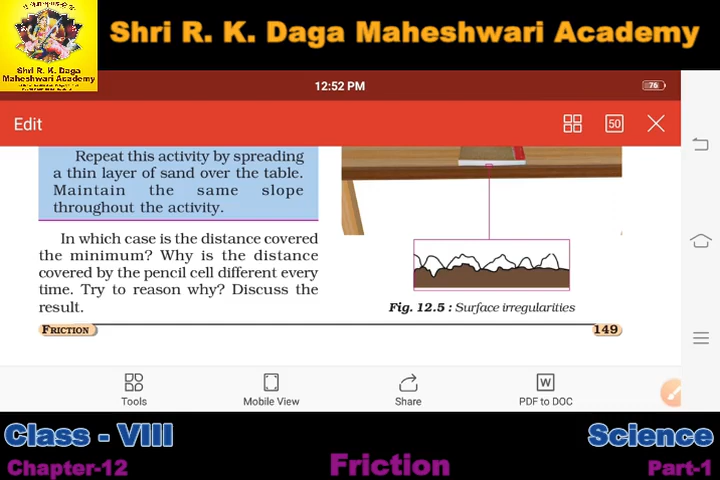 Shri R. K. Daga Maheshwari Academy
Shri R. K. Daga
Maheshwari Academy
12:52 PM
76
Edit
50
Repeat this activity by spreading
a thin layer of sand over the table.
Maintain the same slope
throughout the activity.
In which case is the distance covered
the minimum? Why is the distance
covered by the pencil cell different every
time. Try to reason why? Discuss the
result.
Fig. 12.5 : Surface irregularities
FRICTION
149
Tools
Mobile View
Share
W
PDF to DOC
Class - VIII
Science
Chapter-12
Friction
Part-1